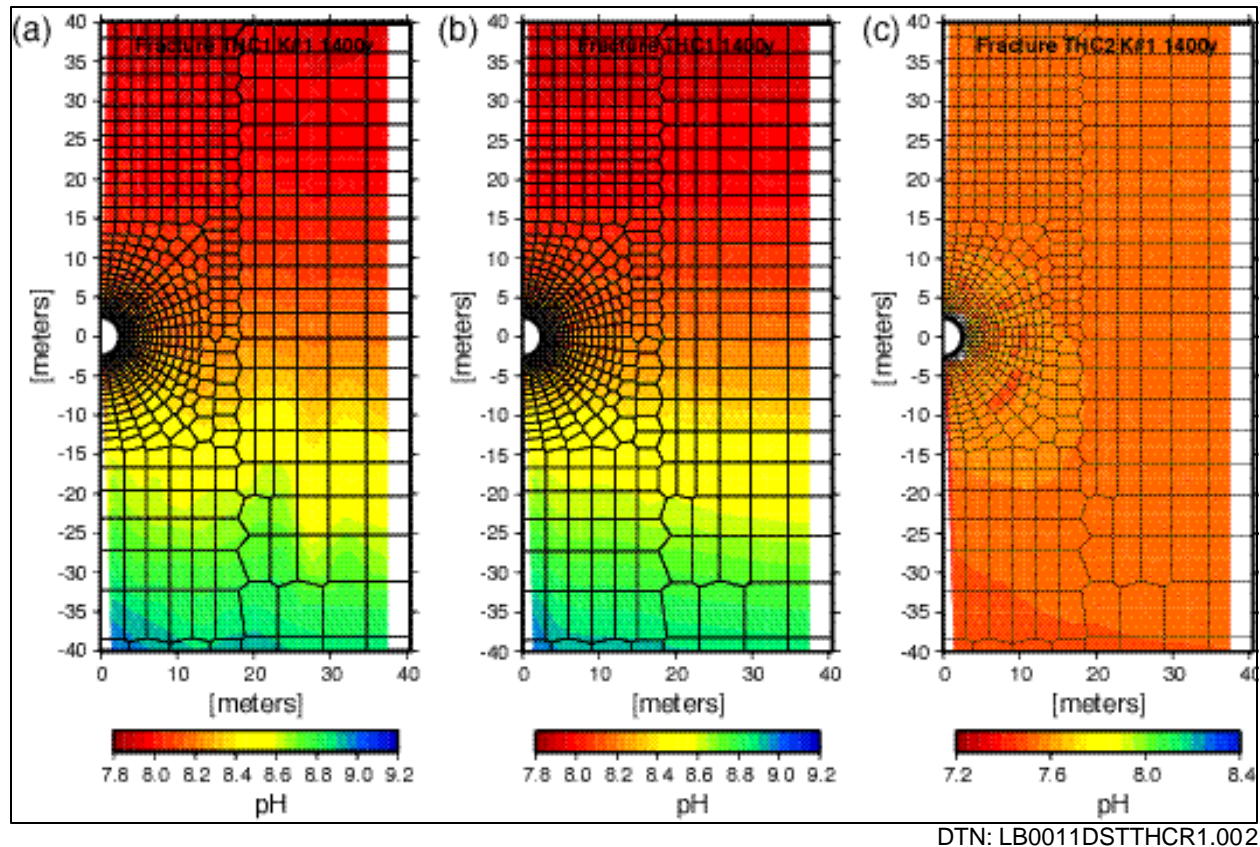 (a)
Fracture THC1 K#1 1400y
40
35
30
25
20
15
10
5
0
-5
-10
-15
-20
-25
-30
-35
-40
[meters]
0 10 20 30 40
[meters]
7.8 8.0 8.2 8.4 8.6 8.8 9.0 9.2
pH
(b)
Fracture THC1 1400y
40
35
30
25
20
15
10
5
0
-5
-10
-15
-20
-25
-30
-35
-40
[meters]
0 10 20 30 40
[meters]
7.8 8.0 8.2 8.4 8.6 8.8 9.0 9.2
pH
(c)
Fracture THC2 K#1 1400y
40
35
30
25
20
15
10
5
0
-5
-10
-15
-20
-25
-30
-35
-40
[meters]
0 10 20 30 40
[meters]
7.2 7.6 8.0 8.4
pH
DTN: LB0011DSTTHCR1.002